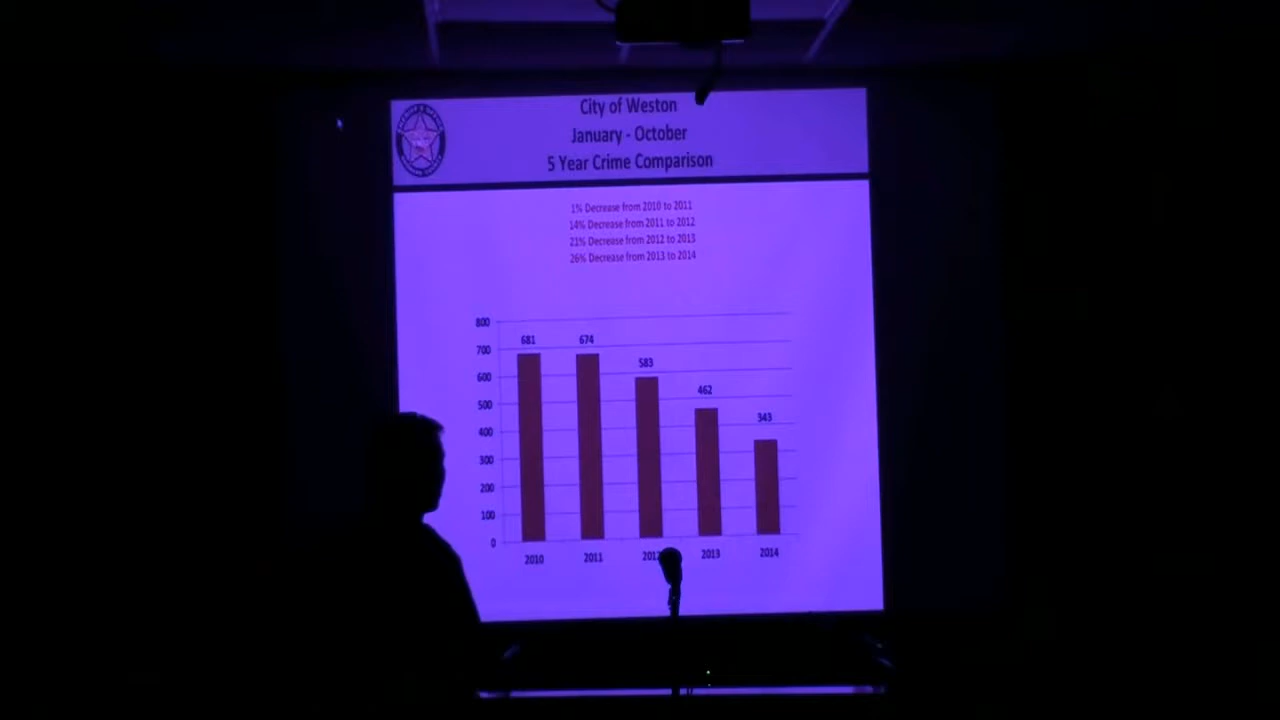 City of Weston
January - October
5 Year Crime Comparison
1% Decrease from 2010 to 2011
14% Decrease from 2011 to 2012
21% Decrease from 2012 to 2013
26% Decrease from 2013 to 2014
800
700
600
500
400
300
200
100
0
681
674
583
462
343
2010
2011
2012
2013
2014